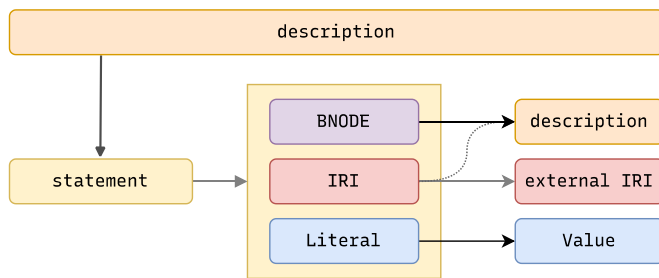 description
BNODE
description
statement
IRI
external IRI
Literal
Value